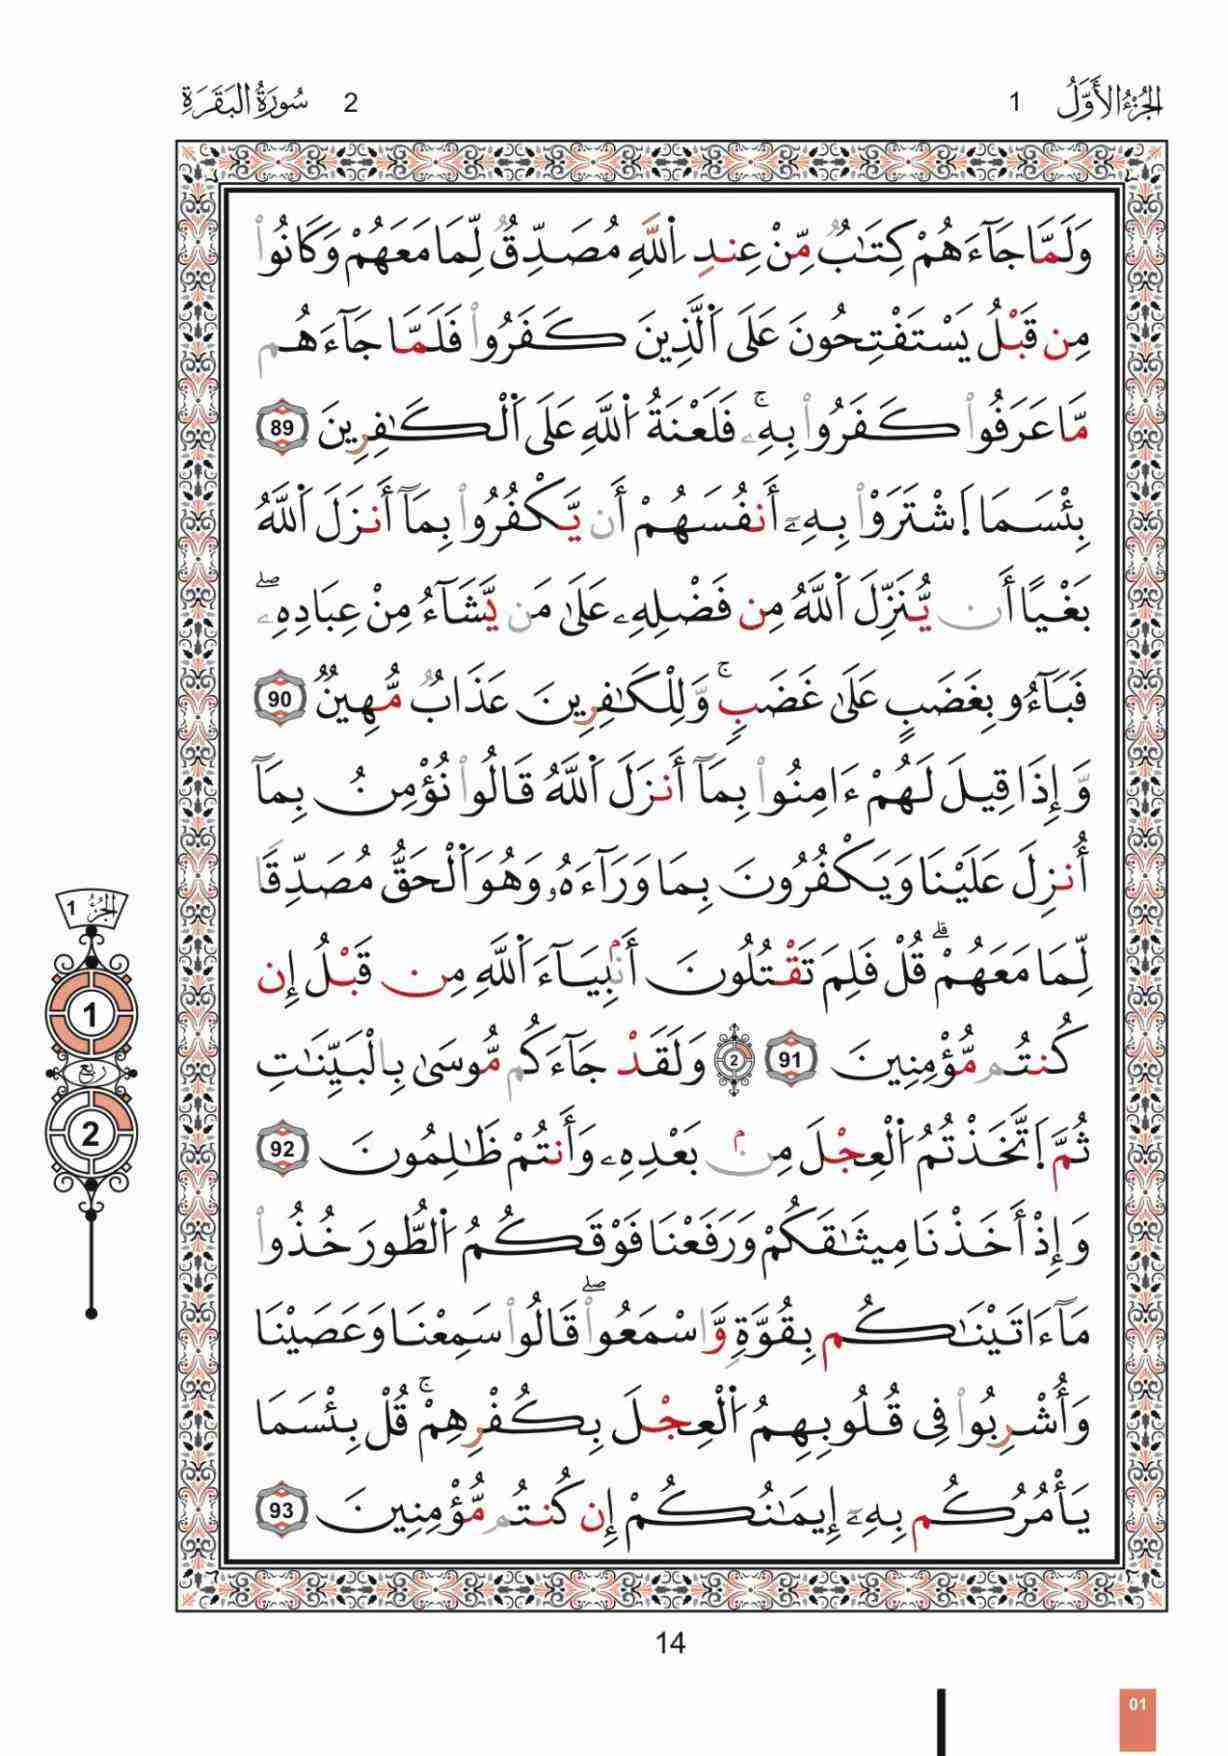 الجُزْءُ الأَوَّلُ 1
2 سُورَةُ البَقَرَةِ
وَلَمَّا جَآءَهُمْ كِتَـٰبٌ مِّنْ عِندِ ٱللَّهِ مُصَدِّقٌ لِّمَا مَعَهُمْ وَكَانُوا۟
مِن قَبْلُ يَسْتَفْتِحُونَ عَلَى ٱلَّذِينَ كَفَرُوا۟ فَلَمَّا جَآءَهُم
مَّا عَرَفُوا۟ كَفَرُوا۟ بِهِۦۚ فَلَعْنَةُ ٱللَّهِ عَلَى ٱلْكَـٰفِرِينَ 89
بِئْسَمَا ٱشْتَرَوْا۟ بِهِۦٓ أَنفُسَهُمْ أَن يَّكْفُرُوا۟ بِمَآ أَنزَلَ ٱللَّهُ
بَغْيًا أَن يُّنَزِّلَ ٱللَّهُ مِن فَضْلِهِۦ عَلَىٰ مَن يَّشَآءُ مِنْ عِبَادِهِۦۖ
فَبَآءُو بِغَضَبٍ عَلَىٰ غَضَبٍۚ وَّلِلْكَـٰفِرِينَ عَذَابٌ مُّهِينٌ 90
وَّإِذَا قِيلَ لَهُمْ ءَامِنُوا۟ بِمَآ أَنزَلَ ٱللَّهُ قَالُوا۟ نُؤْمِنُ بِمَآ
أُنزِلَ عَلَيْنَا وَيَكْفُرُونَ بِمَا وَرَآءَهُۥ وَهُوَ ٱلْحَقُّ مُصَدِّقًا
لِّمَا مَعَهُمْۗ قُلْ فَلِمَ تَقْتُلُونَ أَنۢبِيَآءَ ٱللَّهِ مِن قَبْلُ إِن
كُنتُم مُّؤْمِنِينَ 91 2 وَلَقَدْ جَآءَكُم مُّوسَىٰ بِالْبَيِّنَـٰتِ
ثُمَّ ٱتَّخَذْتُمُ ٱلْعِجْلَ مِنۢ بَعْدِهِۦ وَأَنتُمْ ظَـٰلِمُونَ 92
وَإِذْ أَخَذْنَا مِيثَـٰقَكُمْ وَرَفَعْنَا فَوْقَكُمُ ٱلطُّورَ خُذُوا۟
مَآ ءَاتَيْنَـٰكُم بِقُوَّةٍ وَّاسْمَعُوا۟ۖ قَالُوا۟ سَمِعْنَا وَعَصَيْنَا
وَأُشْرِبُوا۟ فِى قُلُوبِهِمُ ٱلْعِجْلَ بِكُفْرِهِمْۚ قُلْ بِئْسَمَا
يَأْمُرُكُم بِهِۦٓ إِيمَـٰنُكُمْ إِن كُنتُم مُّؤْمِنِينَ 93
الجُزْءُ 1
1
ربع
2
14
01